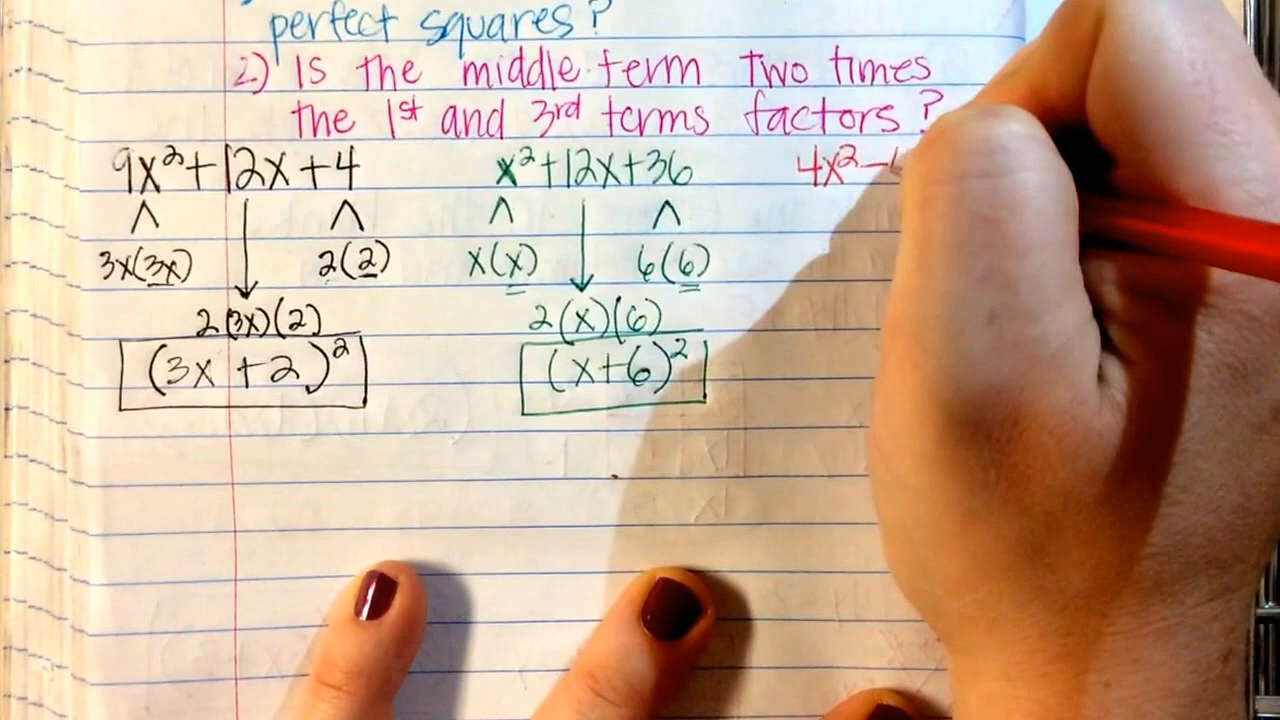 perfect squares?
2) Is the middle term two times
the 1st and 3rd terms factors?
9x²+12x+4 x²+12x+36 4x²-
3x(3x) 2(2) x(x) 6(6)
2(3x)(2) 2(x)(6)
(3x+2)² (x+6)²